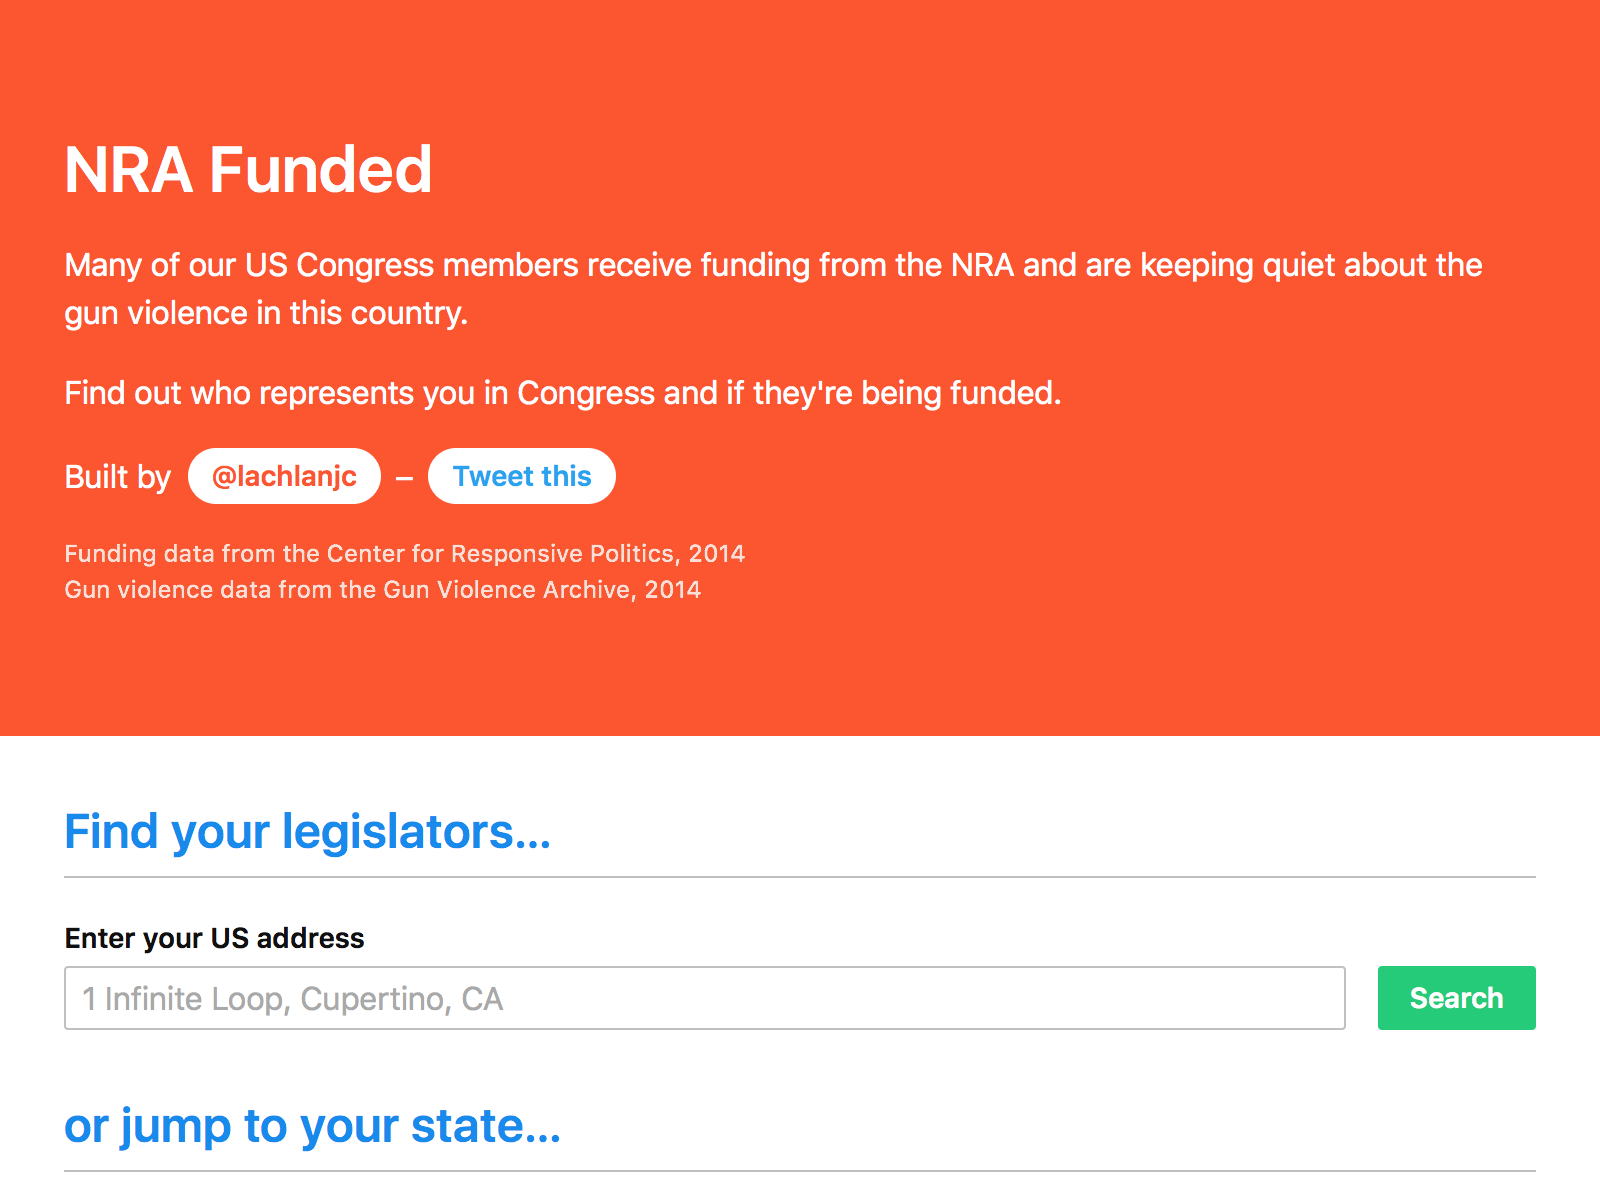 NRA Funded
Many of our US Congress members receive funding from the NRA and are keeping quiet about the
gun violence in this country.
Find out who represents you in Congress and if they're being funded.
Built by @lachlanjc – Tweet this
Funding data from the Center for Responsive Politics, 2014
Gun violence data from the Gun Violence Archive, 2014
Find your legislators...
Enter your US address
1 Infinite Loop, Cupertino, CA Search
or jump to your state...